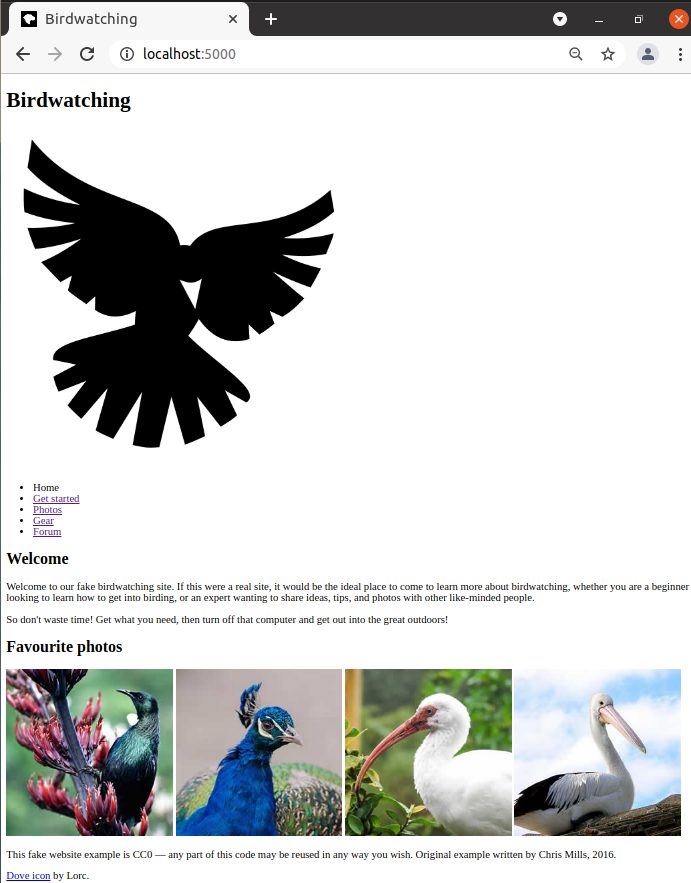 Birdwatching
localhost:5000
Birdwatching
Home
Get started
Photos
Gear
Forum
Welcome
Welcome to our fake birdwatching site. If this were a real site, it would be the ideal place to come to learn more about birdwatching, whether you are a beginner
looking to learn how to get into birding, or an expert wanting to share ideas, tips, and photos with other like-minded people.
So don't waste time! Get what you need, then turn off that computer and get out into the great outdoors!
Favourite photos
This fake website example is CC0 — any part of this code may be reused in any way you wish. Original example written by Chris Mills, 2016.
Dove icon by Lorc.